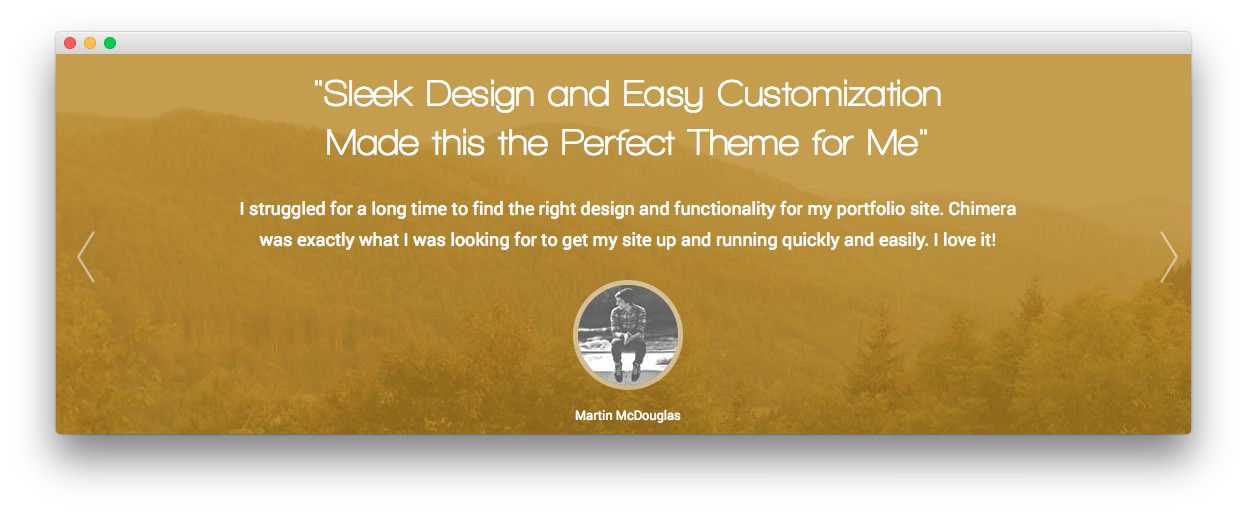 "Sleek Design and Easy Customization
Made this the Perfect Theme for Me"
I struggled for a long time to find the right design and functionality for my portfolio site. Chimera
was exactly what I was looking for to get my site up and running quickly and easily. I love it!
Martin McDouglas